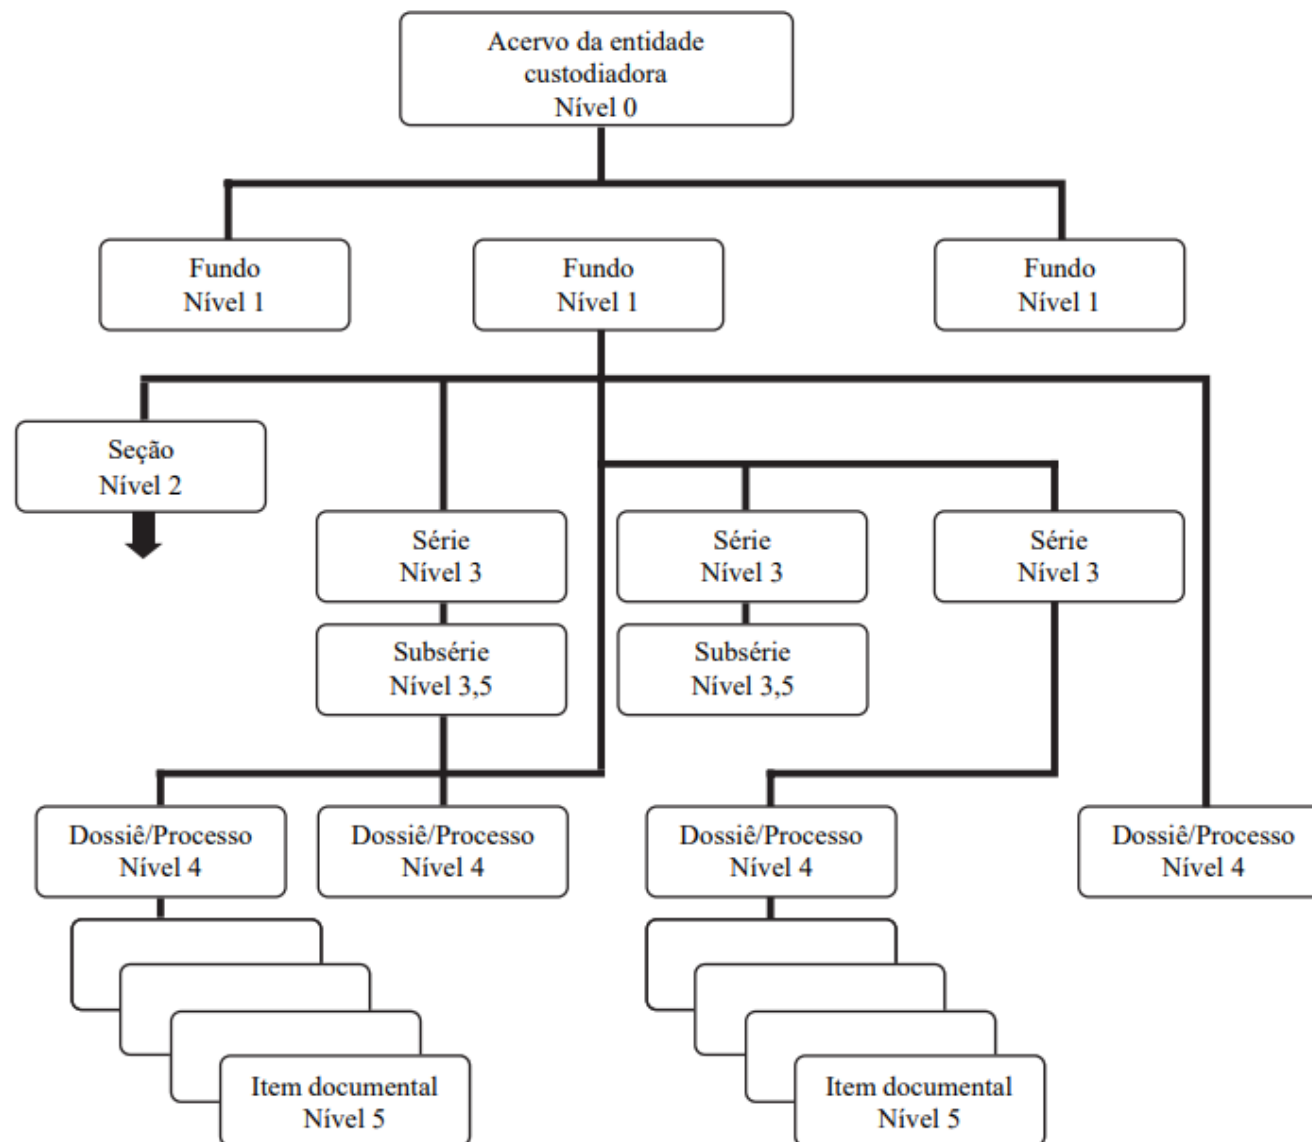 Acervo da entidade
custodiadora
Nível 0
Fundo
Nível 1
Fundo
Nível 1
Fundo
Nível 1
Seção
Nível 2
Série
Nível 3
Série
Nível 3
Série
Nível 3
Subsérie
Nível 3,5
Subsérie
Nível 3,5
Dossiê/Processo
Nível 4
Dossiê/Processo
Nível 4
Dossiê/Processo
Nível 4
Dossiê/Processo
Nível 4
Item documental
Nível 5
Item documental
Nível 5